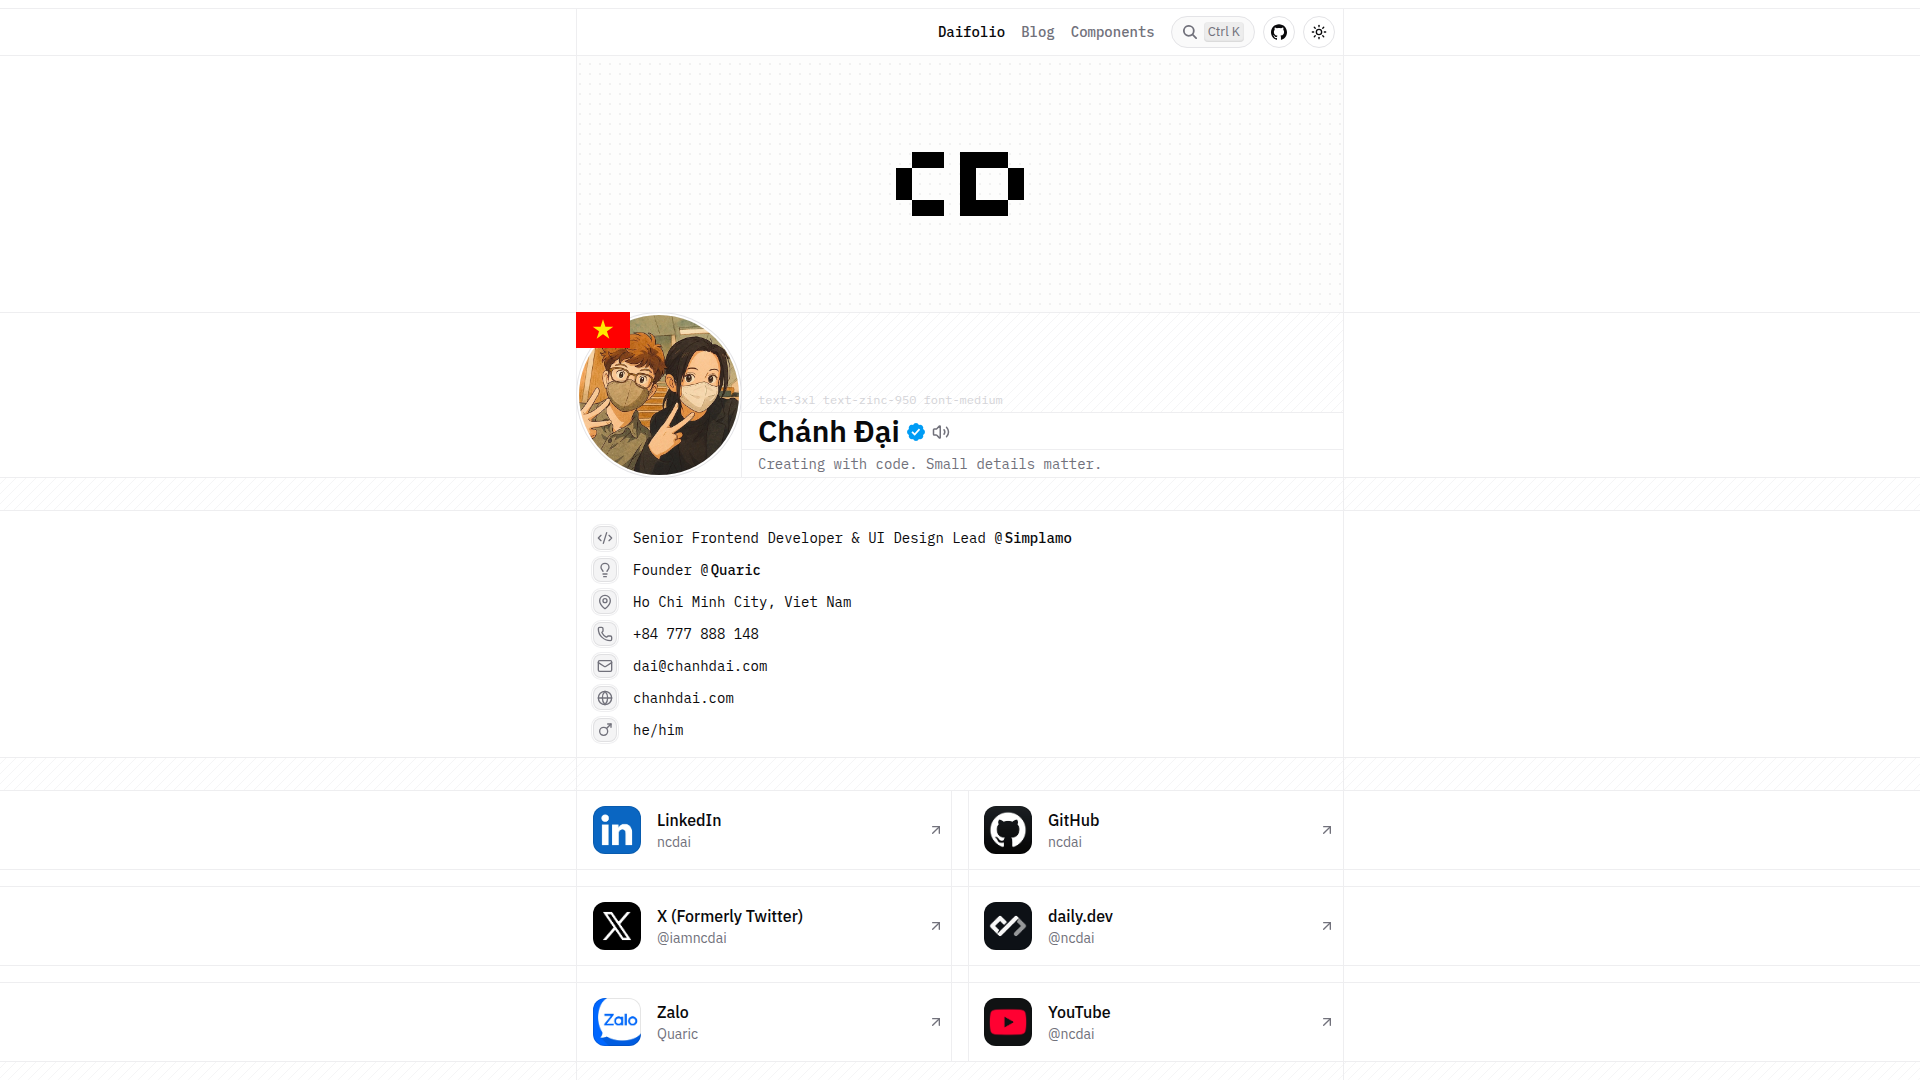 Daifolio Blog Components Ctrl K
CD
text-3xl text-zinc-950 font-medium
Chánh Đại
Creating with code. Small details matter.
Senior Frontend Developer & UI Design Lead @Simplamo
Founder @Quaric
Ho Chi Minh City, Viet Nam
+84 777 888 148
dai@chanhdai.com
chanhdai.com
he/him
LinkedIn
ncdai
GitHub
ncdai
X (Formerly Twitter)
@iamncdai
daily.dev
@ncdai
Zalo
Zalo
Quaric
YouTube
@ncdai